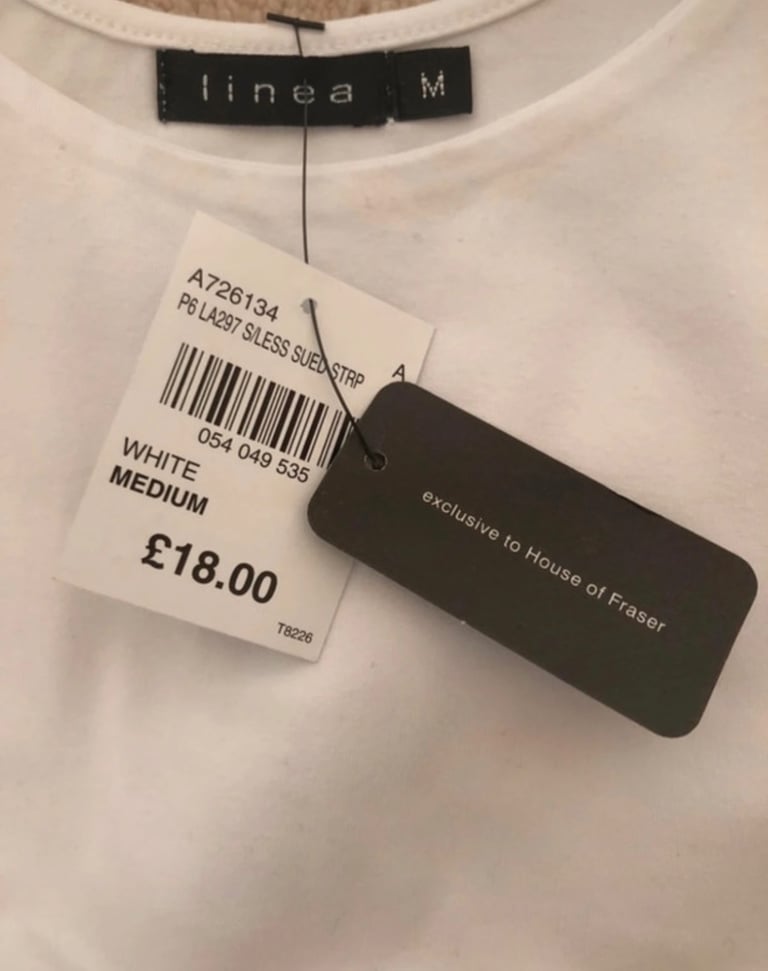 linea M
A726134
P6 LA297 S/LESS SUED STRP
A
054 049 535
WHITE
MEDIUM
£18.00
T8226
exclusive to House of Fraser